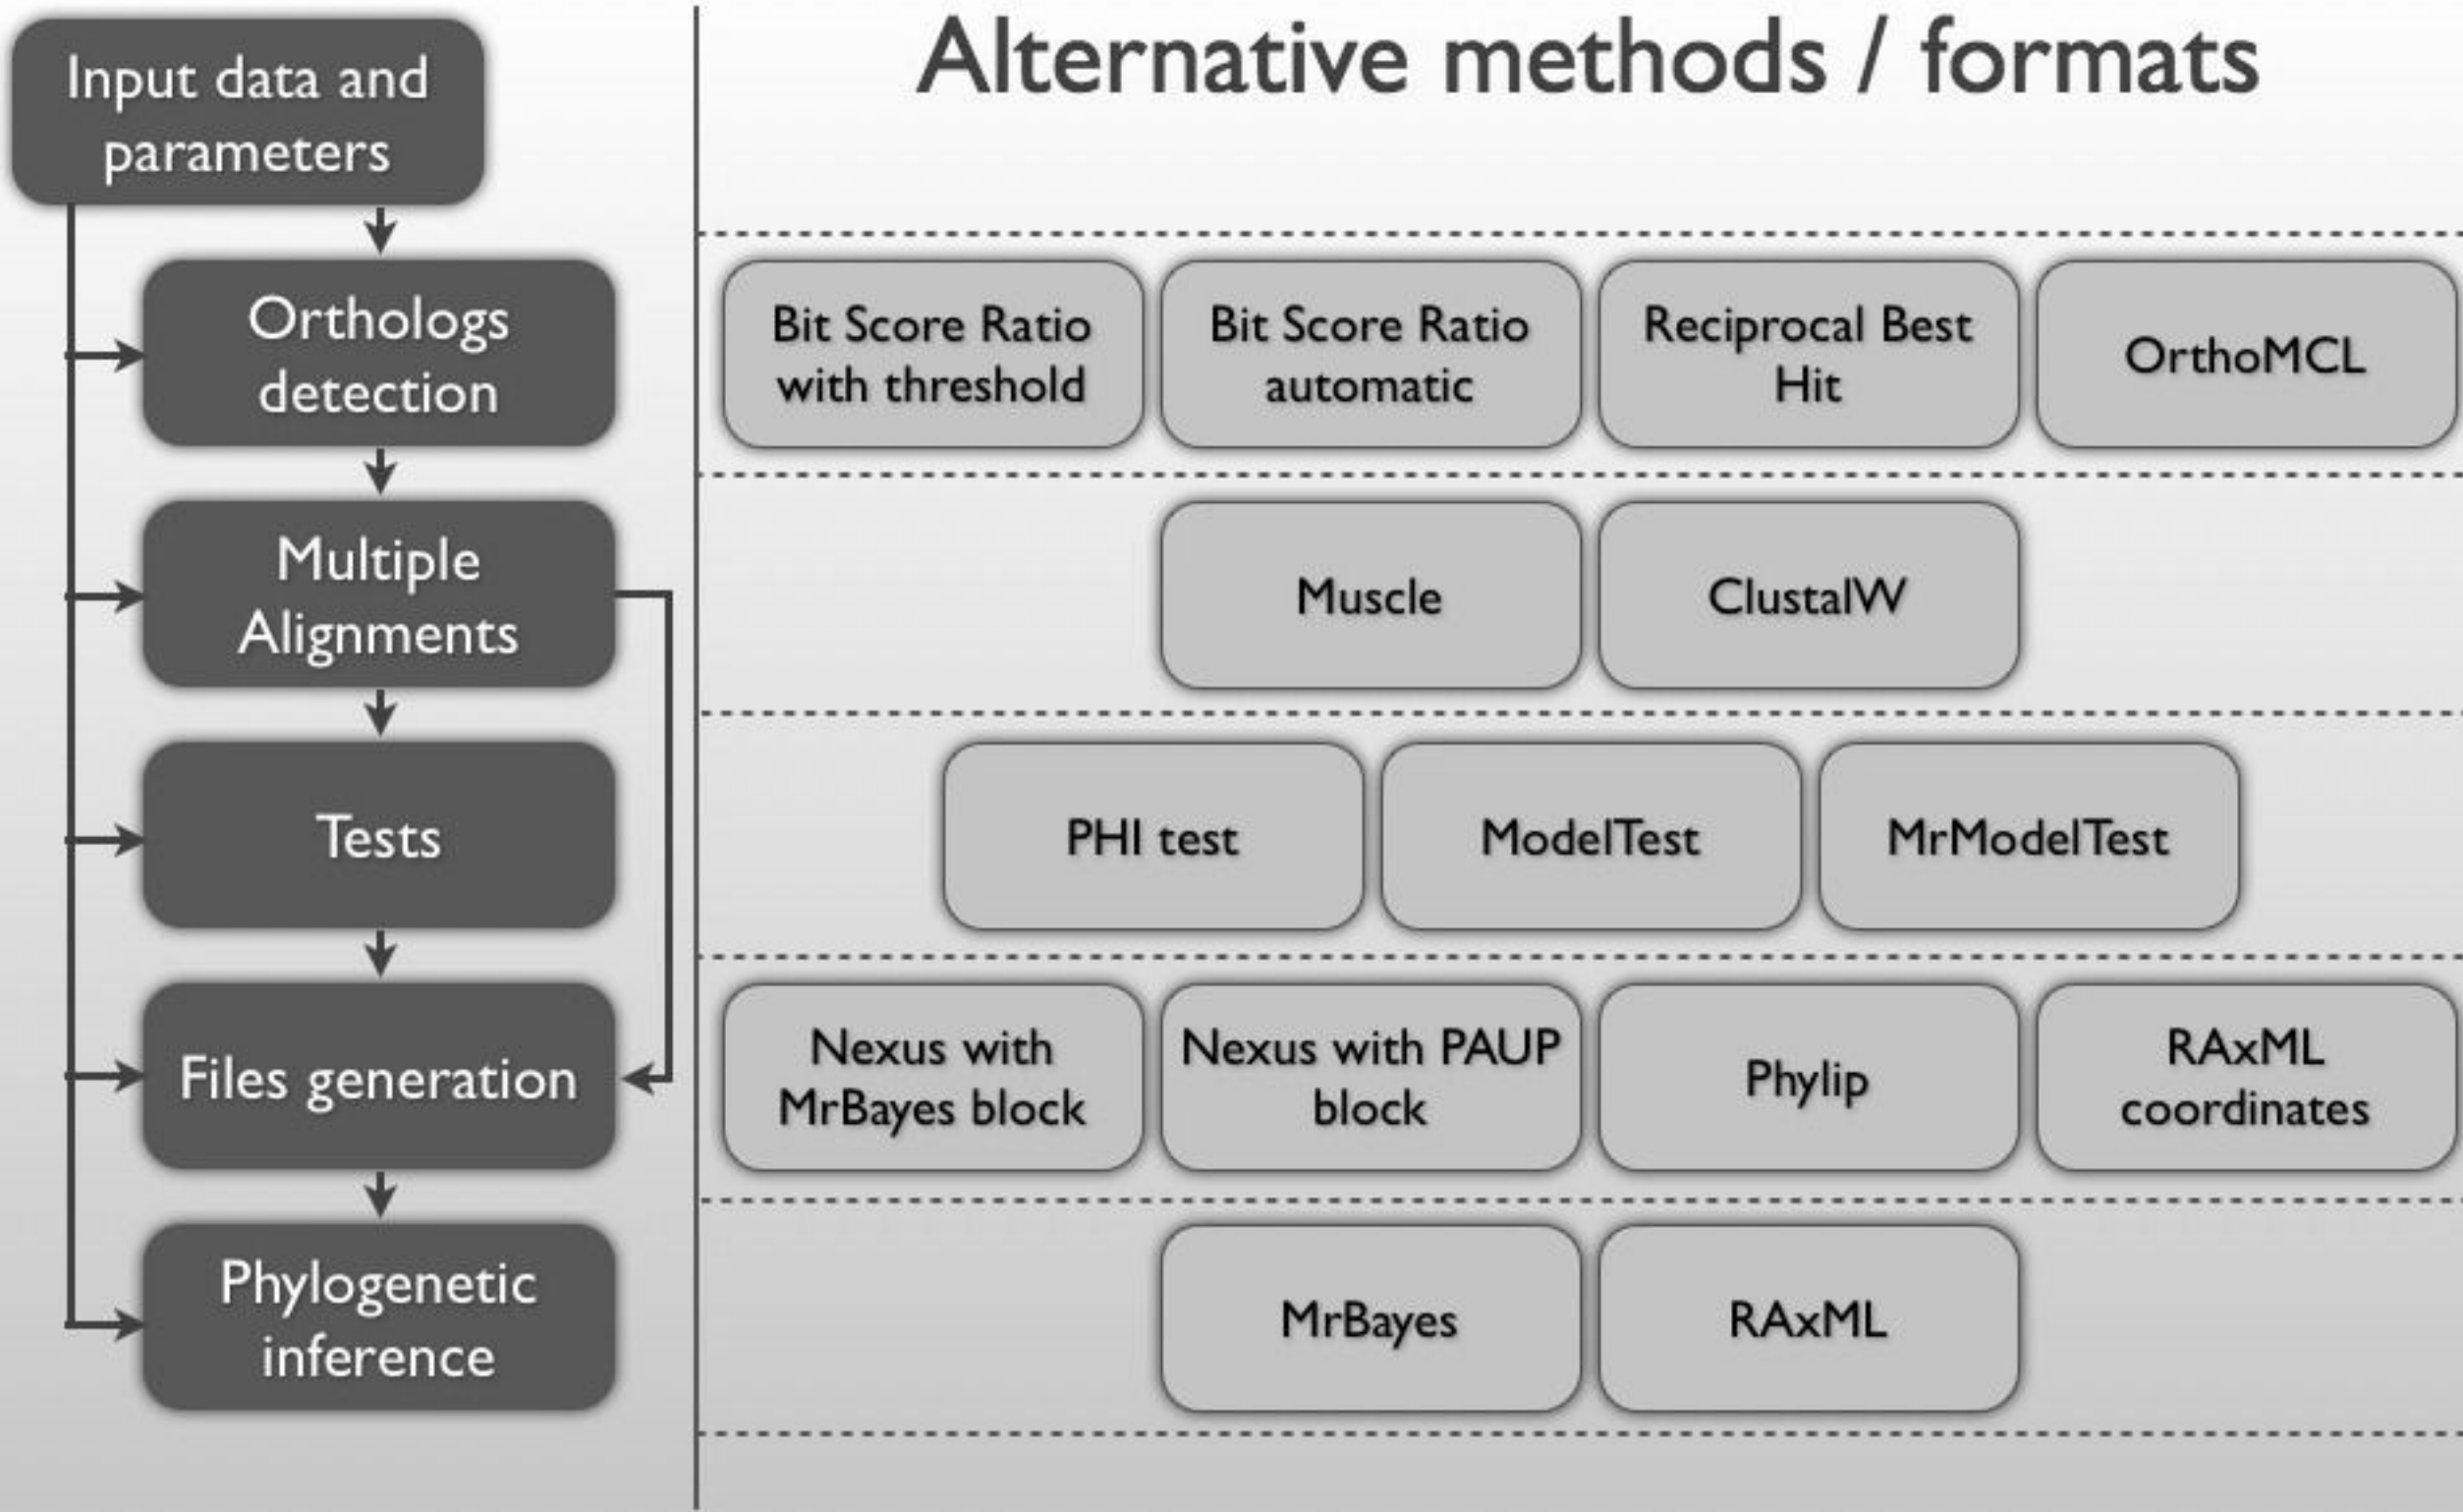 Input data and
parameters
Alternative methods / formats
Orthologs
detection
Bit Score Ratio
with threshold
Bit Score Ratio
automatic
Reciprocal Best
Hit
OrthoMCL
Multiple
Alignments
Muscle
ClustalW
Tests
PHI test
ModelTest
MrModelTest
Files generation
Nexus with
MrBayes block
Nexus with PAUP
block
Phylip
RAxML
coordinates
Phylogenetic
inference
MrBayes
RAxML